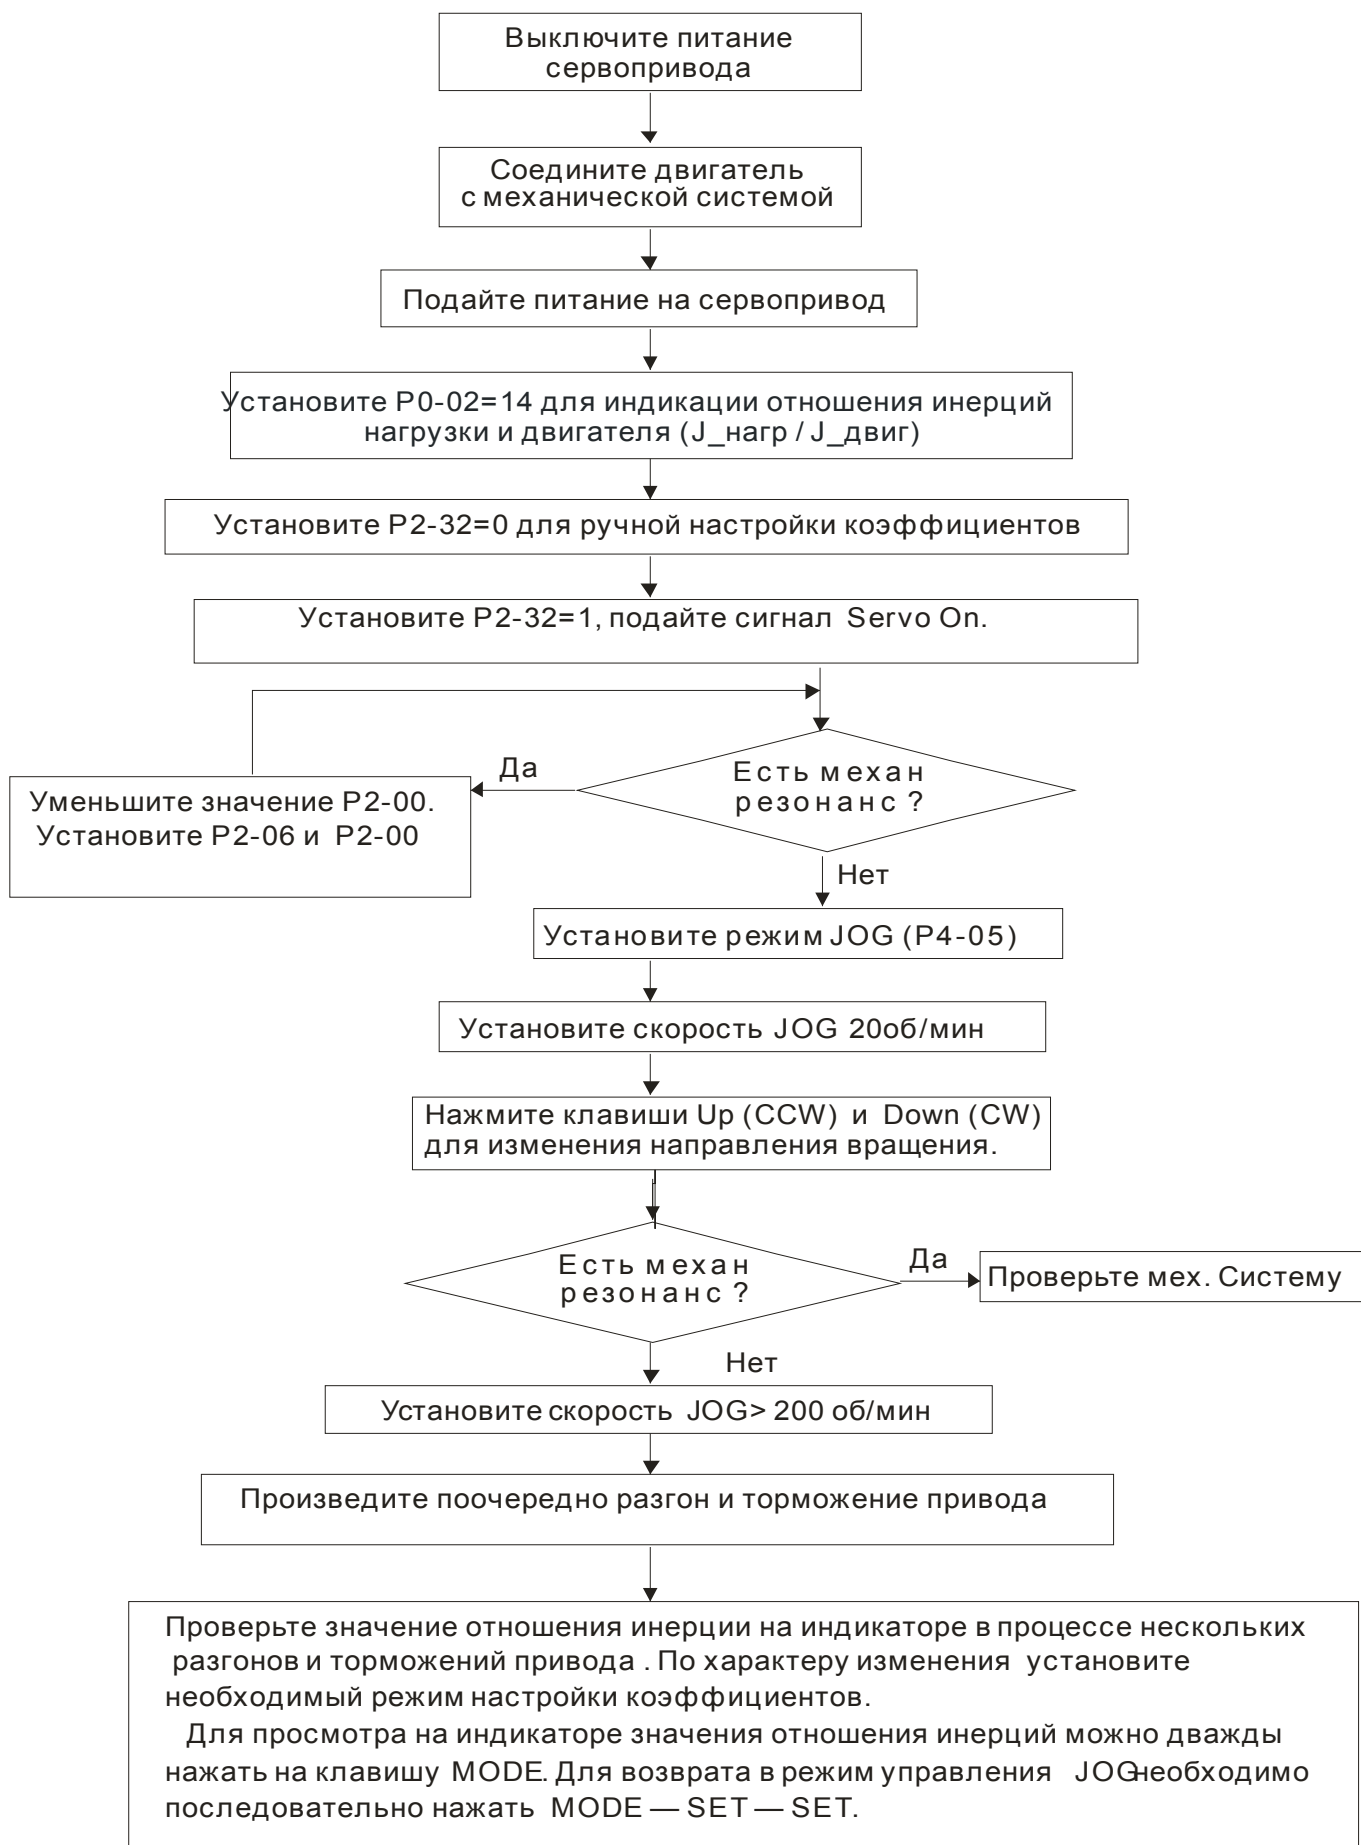 Выключите питание
сервопривода
Соедините двигатель
с механической системой
Подайте питание на сервопривод
Установите P0-02=14 для индикации отношения инерций
нагрузки и двигателя (J_нагр / J_двиг)
Установите P2-32=0 для ручной настройки коэффициентов
Установите P2-32=1, подайте сигнал Servo On.
Есть механ
резонанс ?
Да
Уменьшите значение P2-00.
Установите P2-06 и P2-00
Нет
Установите режим JOG (P4-05)
Установите скорость JOG 20об/мин
Нажмите клавиши Up (CCW) и Down (CW)
для изменения направления вращения.
Есть механ
резонанс ?
Да
Проверьте мех. Систему
Нет
Установите скорость JOG> 200 об/мин
Произведите поочередно разгон и торможение привода
Проверьте значение отношения инерции на индикаторе в процессе нескольких
разгонов и торможений привода . По характеру изменения установите
необходимый режим настройки коэффициентов.
Для просмотра на индикаторе значения отношения инерций можно дважды
нажать на клавишу MODE. Для возврата в режим управления JOGнеобходимо
последовательно нажать MODE — SET — SET.